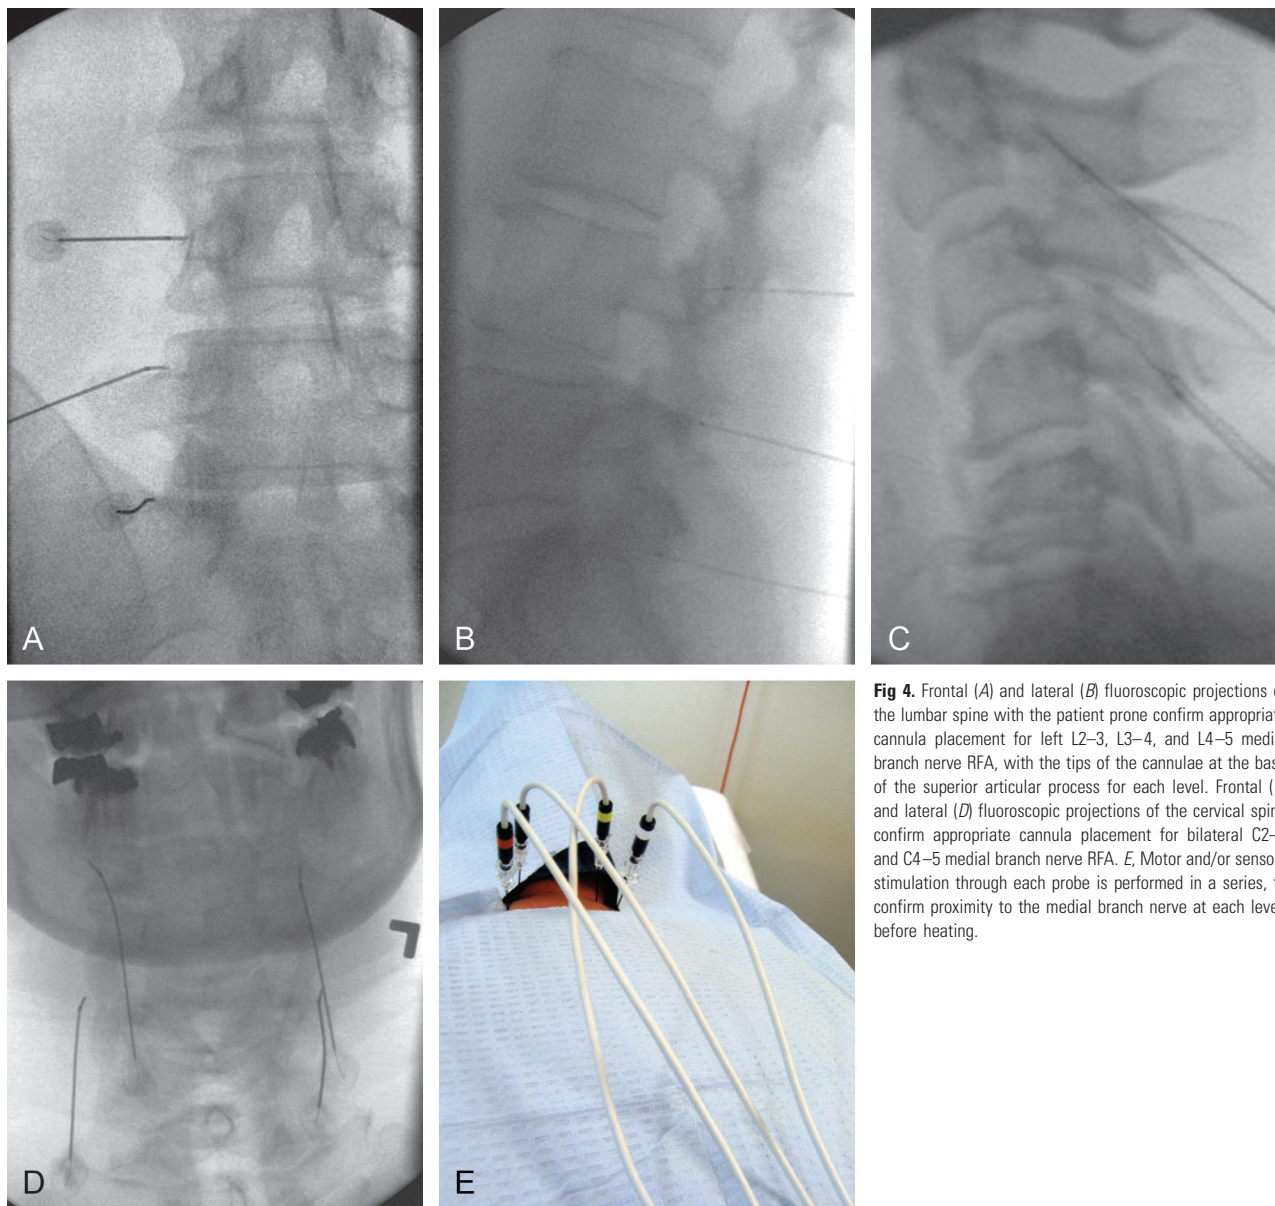 A
B
C
Fig 4. Frontal (A) and lateral (B) fluoroscopic projections
the lumbar spine with the patient prone confirm appropriat
cannula placement for left L2–3, L3–4, and L4–5 medi
branch nerve RFA, with the tips of the cannulae at the bas
of the superior articular process for each level. Frontal (
and lateral (D) fluoroscopic projections of the cervical spin
confirm appropriate cannula placement for bilateral C2–
and C4–5 medial branch nerve RFA. E, Motor and/or senso
stimulation through each probe is performed in a series, t
confirm proximity to the medial branch nerve at each leve
before heating.
D
E